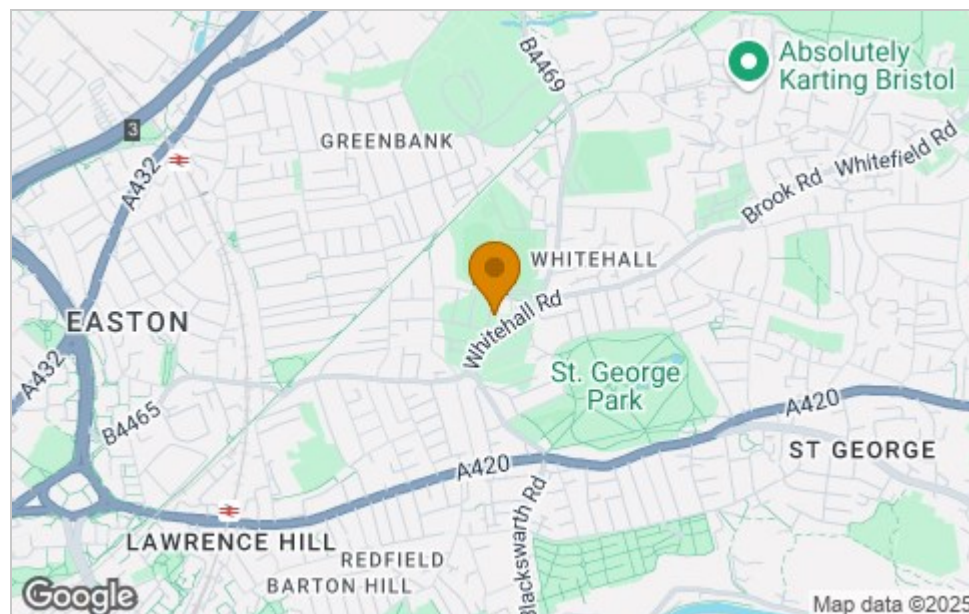 B4469
Absolutely
Karting Bristol
3
GREENBANK
A432
Brook Rd
Whitefield Rd
WHITEHALL
EASTON
Whitehall Rd
A432
St. George
Park
B4465
A420
A420
ST GEORGE
LAWRENCE HILL
REDFIELD
BARTON HILL
Blackswarth Rd
Google
Map data ©2025